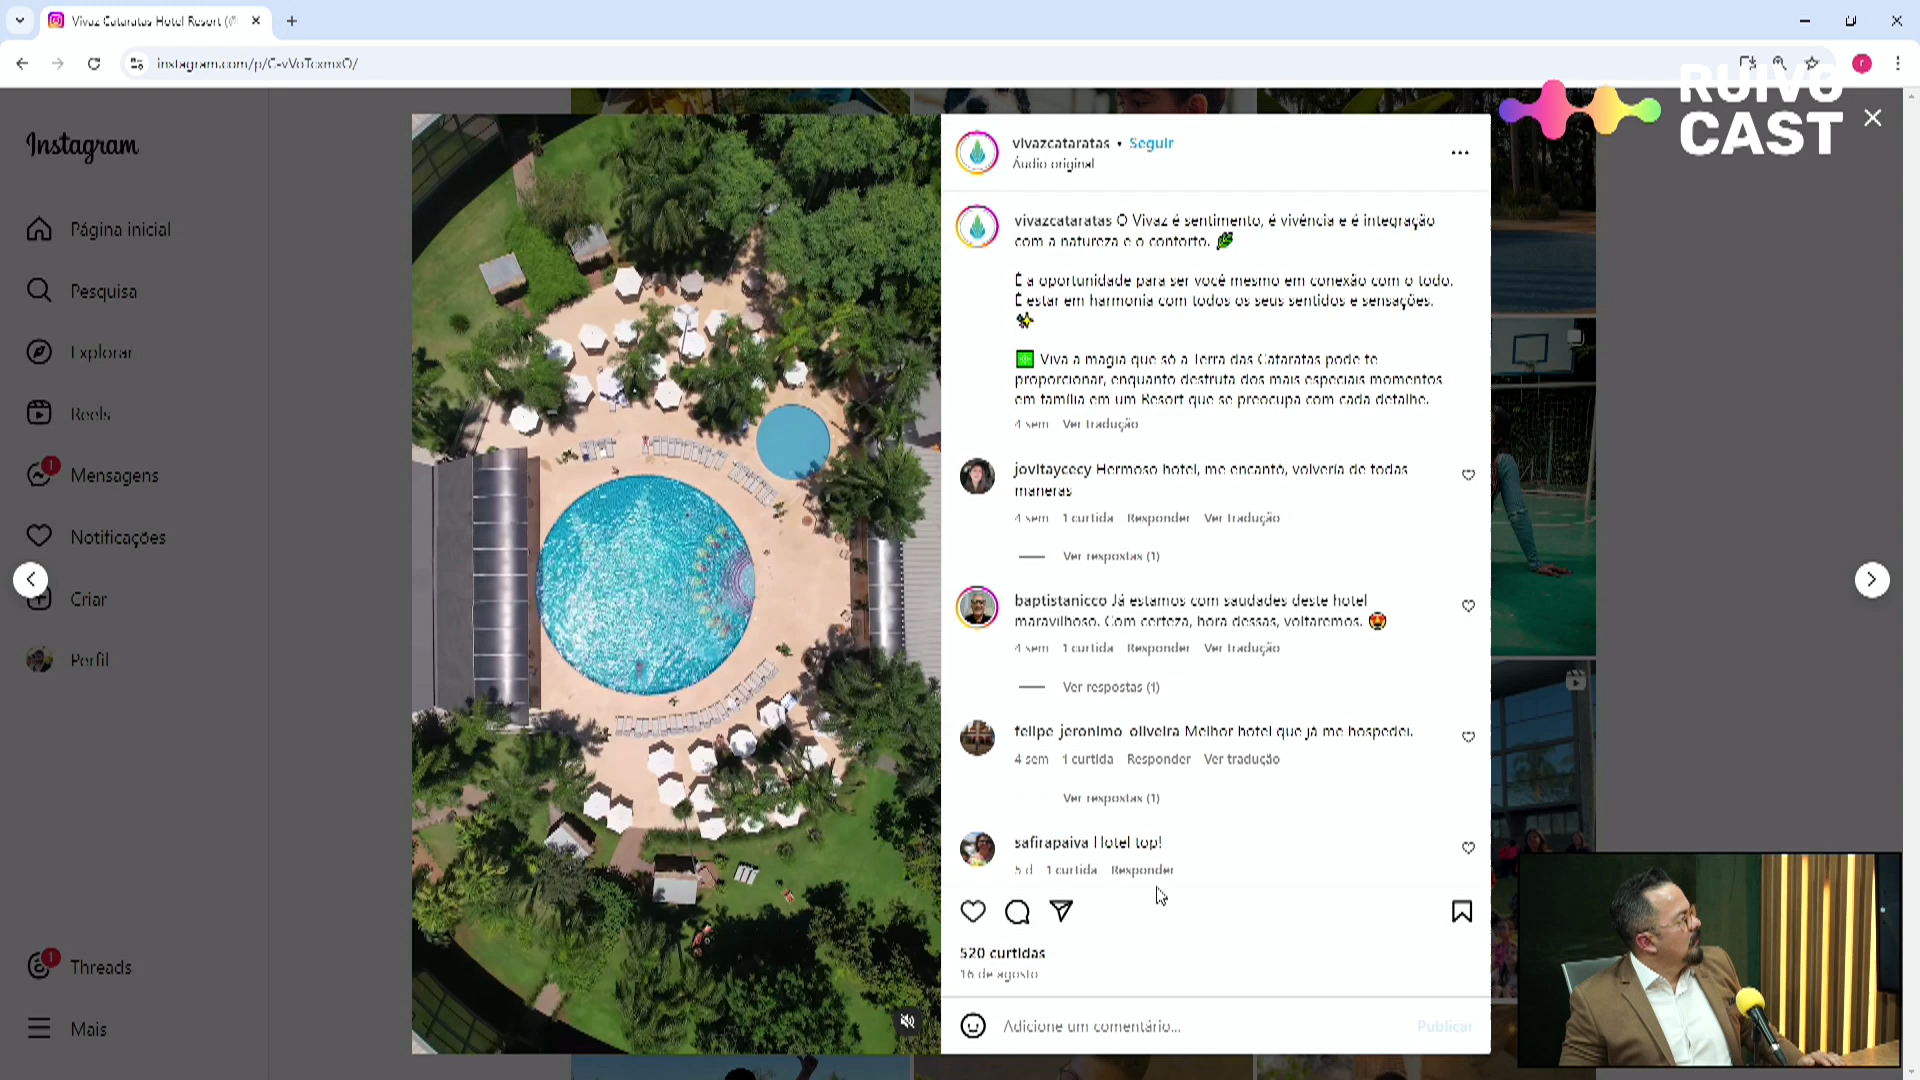 Vivaz Cataratas Hotel Resort (@
instagram.com/p/C-vVoTcxmxO/
RUIVO
CAST
Instagram
Página inicial
Pesquisa
Explorar
Reels
1
Mensagens
Notificações
Criar
Perfil
1
Threads
Mais
vivazcataratas • Seguir
Áudio original
vivazcataratas O Vivaz é sentimento, é vivência e é integração
com a natureza e o conforto.
É a oportunidade para ser você mesmo em conexão com o todo.
É estar em harmonia com todos os seus sentidos e sensações.
Viva a magia que só a Terra das Cataratas pode te
proporcionar, enquanto desfruta dos mais especiais momentos
em família em um Resort que se preocupa com cada detalhe.
4 sem Ver tradução
jovitaycecy Hermoso hotel, me encantó, volvería de todas
maneras
4 sem 1 curtida Responder Ver tradução
Ver respostas (1)
baptistanicco Já estamos com saudades deste hotel
maravilhoso. Com certeza, hora dessas, voltaremos.
4 sem 1 curtida Responder Ver tradução
Ver respostas (1)
felipe_jeronimo_oliveira Melhor hotel que já me hospedei.
4 sem 1 curtida Responder Ver tradução
Ver respostas (1)
safirapaiva Hotel top!
5 d 1 curtida Responder
520 curtidas
16 de agosto
Adicione um comentário...
Publicar